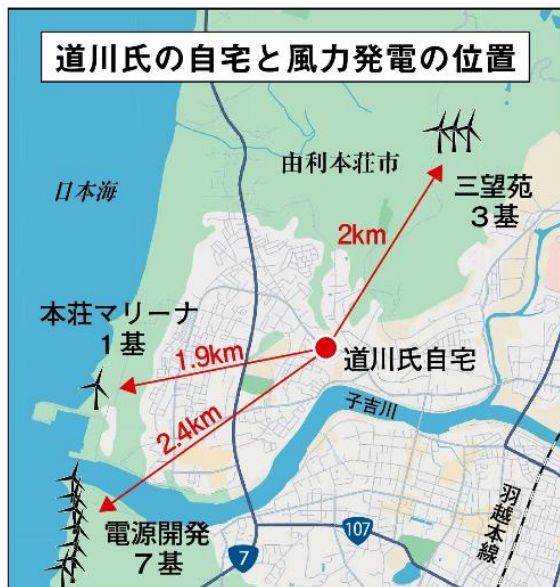 道川氏の自宅と風力発電の位置
日本海
由利本荘市
三望苑
3基
2km
本荘マリーナ
1基
1.9km
道川氏自宅
2.4km
子吉川
電源開発
7基
7
107
羽越本線